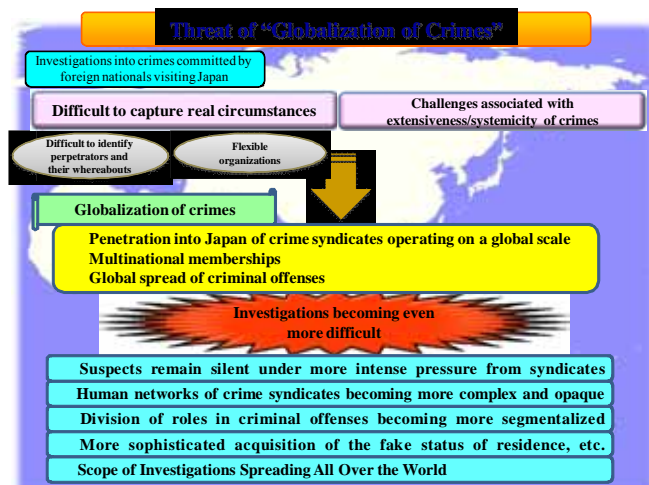 Threat of “Globalization of Crimes”
Investigations into crimes committed by
foreign nationals visiting Japan
Difficult to capture real circumstances
Challenges associated with
extensiveness/systemicity of crimes
Difficult to identify
perpetrators and
their whereabouts
Flexible
organizations
Globalization of crimes
Penetration into Japan of crime syndicates operating on a global scale
Multinational memberships
Global spread of criminal offenses
Investigations becoming even
more difficult
Suspects remain silent under more intense pressure from syndicates
Human networks of crime syndicates becoming more complex and opaque
Division of roles in criminal offenses becoming more segmentalized
More sophisticated acquisition of the fake status of residence, etc.
Scope of Investigations Spreading All Over the World